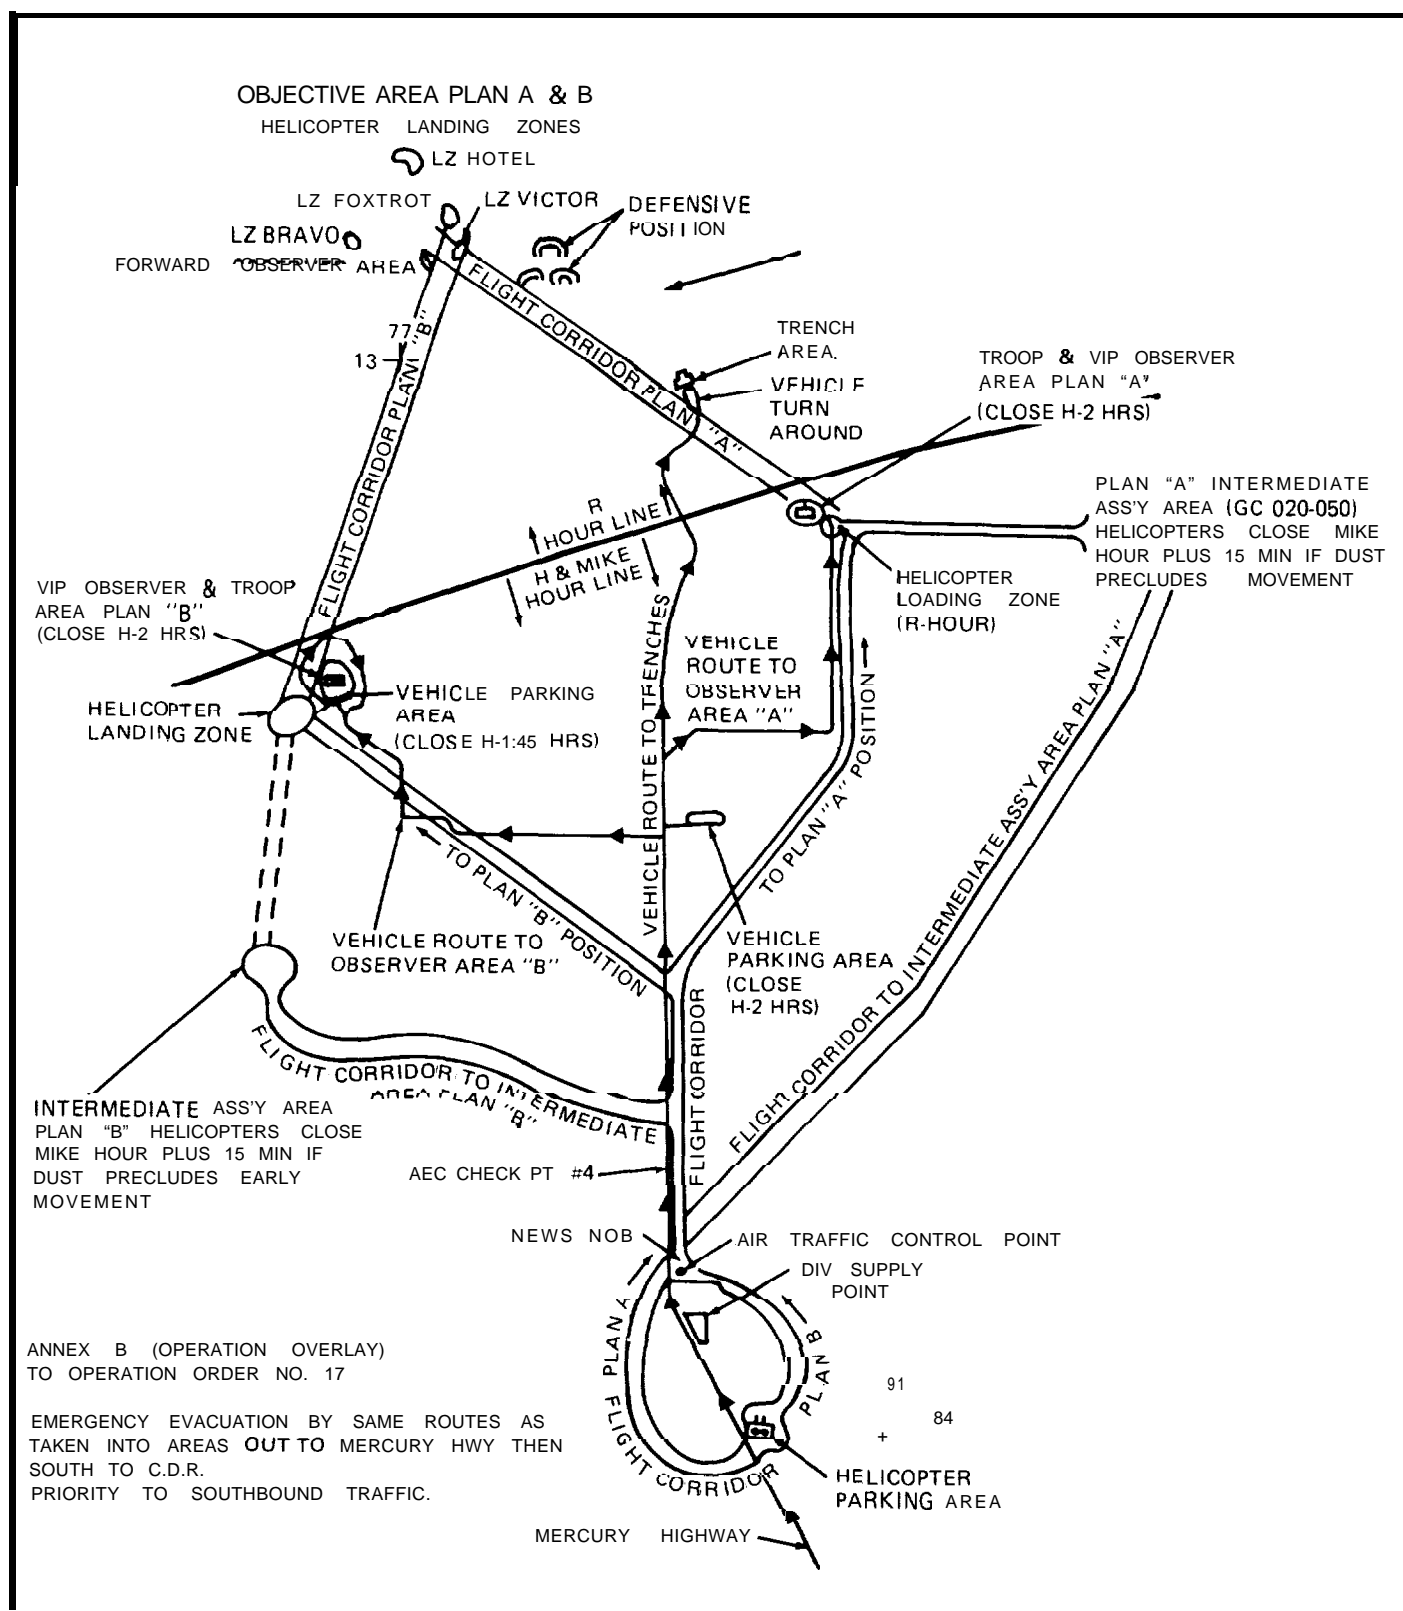 OBJECTIVE AREA PLAN A & B
HELICOPTER LANDING ZONES
LZ HOTEL
LZ FOXTROT
LZ VICTOR
DEFENSIVE
POSITION
LZ BRAVO
FORWARD OBSERVER AREA
FLIGHT CORRIDOR PLAN "A"
77
13
FLIGHT CORRIDOR PLAN "B"
TRENCH
AREA.
VEHICLE
TURN
AROUND
TROOP & VIP OBSERVER
AREA PLAN "A"
(CLOSE H-2 HRS)
PLAN "A" INTERMEDIATE
ASS'Y AREA (GC 020-050)
HELICOPTERS CLOSE MIKE
HOUR PLUS 15 MIN IF DUST
PRECLUDES MOVEMENT
R
HOUR LINE
H & MIKE
HOUR LINE
HELICOPTER
LOADING ZONE
(R-HOUR)
VIP OBSERVER & TROOP
AREA PLAN "B"
(CLOSE H-2 HRS)
HELICOPTER
LANDING ZONE
VEHICLE PARKING
AREA
(CLOSE H-1:45 HRS)
VEHICLE
ROUTE TO
OBSERVER
AREA "A"
VEHICLE ROUTE TO TRENCHES
TO PLAN "A" POSITION
TO PLAN "B" POSITION
VEHICLE ROUTE TO
OBSERVER AREA "B"
VEHICLE
PARKING AREA
(CLOSE
H-2 HRS)
FLIGHT CORRIDOR TO INTERMEDIATE ASS'Y AREA PLAN "A"
FLIGHT CORRIDOR
FLIGHT CORRIDOR TO INTERMEDIATE
AREA PLAN "B"
INTERMEDIATE ASS'Y AREA
PLAN "B" HELICOPTERS CLOSE
MIKE HOUR PLUS 15 MIN IF
DUST PRECLUDES EARLY
MOVEMENT
AEC CHECK PT #4
NEWS NOB
AIR TRAFFIC CONTROL POINT
DIV SUPPLY
POINT
PLAN A
FLIGHT CORRIDOR
PLAN B
91
84
+
HELICOPTER
PARKING AREA
MERCURY HIGHWAY
ANNEX B (OPERATION OVERLAY)
TO OPERATION ORDER NO. 17
EMERGENCY EVACUATION BY SAME ROUTES AS
TAKEN INTO AREAS OUT TO MERCURY HWY THEN
SOUTH TO C.D.R.
PRIORITY TO SOUTHBOUND TRAFFIC.